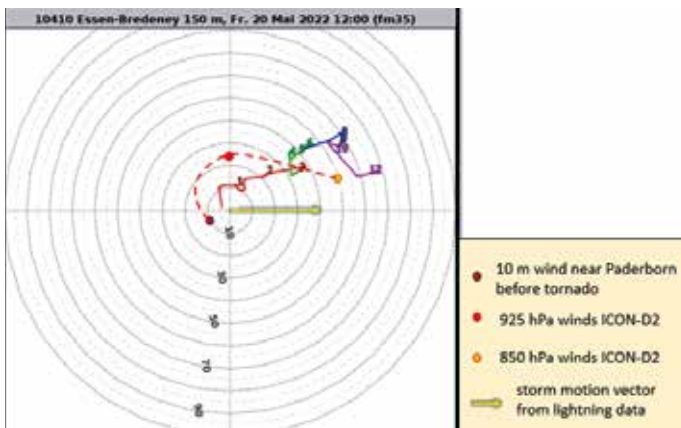 10410 Essen-Bredeney 150 m, Fr. 20 Mai 2022 12:00 (fm35)
10
30
50
70
90
10 m wind near Paderborn
before tornado
925 hPa winds ICON-D2
850 hPa winds ICON-D2
storm motion vector
from lightning data